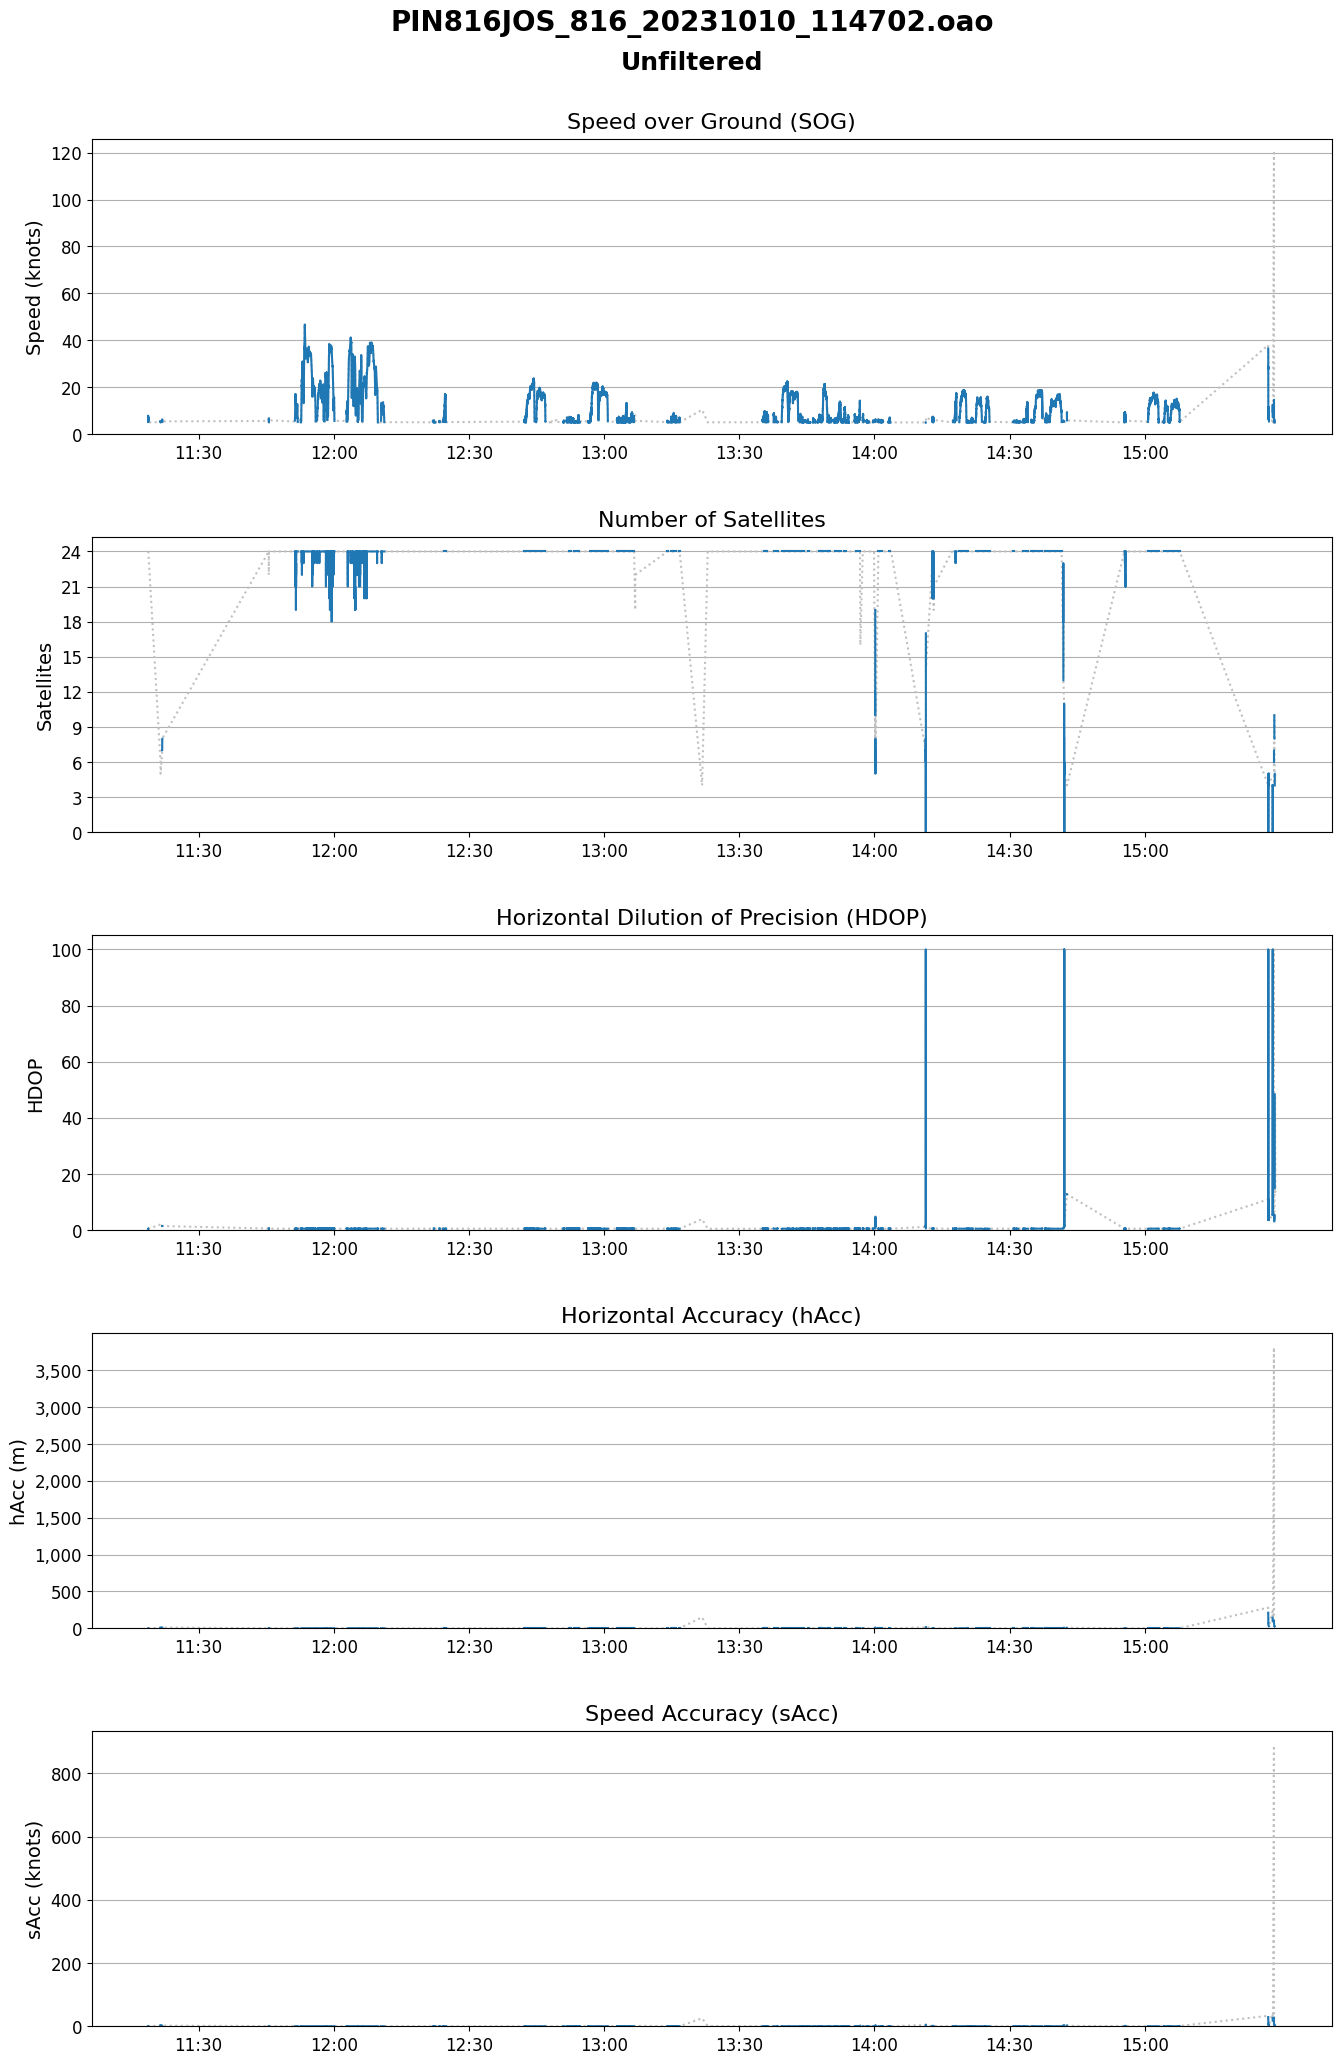 PIN816JOS_816_20231010_114702.oao
Unfiltered
Speed over Ground (SOG)
Speed (knots)
120
100
80
60
40
20
0
11:30 12:00 12:30 13:00 13:30 14:00 14:30 15:00
Number of Satellites
Satellites
24
21
18
15
12
9
6
3
0
11:30 12:00 12:30 13:00 13:30 14:00 14:30 15:00
Horizontal Dilution of Precision (HDOP)
HDOP
100
80
60
40
20
0
11:30 12:00 12:30 13:00 13:30 14:00 14:30 15:00
Horizontal Accuracy (hAcc)
hAcc (m)
3,500
3,000
2,500
2,000
1,500
1,000
500
0
11:30 12:00 12:30 13:00 13:30 14:00 14:30 15:00
Speed Accuracy (sAcc)
sAcc (knots)
800
600
400
200
0
11:30 12:00 12:30 13:00 13:30 14:00 14:30 15:00